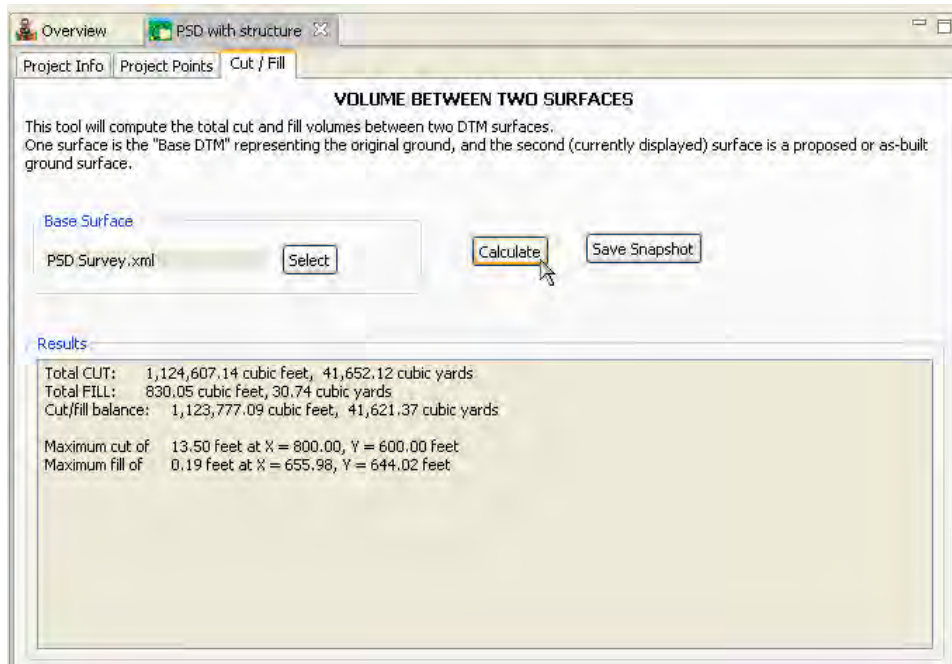 Overview PSD with structure
Project Info Project Points Cut / Fill
VOLUME BETWEEN TWO SURFACES
This tool will compute the total cut and fill volumes between two DTM surfaces.
One surface is the "Base DTM" representing the original ground, and the second (currently displayed) surface is a proposed or as-built
ground surface.
Base Surface
PSD Survey.xml Select Calculate Save Snapshot
Results
Total CUT: 1,124,607.14 cubic feet, 41,652.12 cubic yards
Total FILL: 830.05 cubic feet, 30.74 cubic yards
Cut/fill balance: 1,123,777.09 cubic feet, 41,621.37 cubic yards
Maximum cut of 13.50 feet at X = 800.00, Y = 600.00 feet
Maximum fill of 0.19 feet at X = 655.98, Y = 644.02 feet